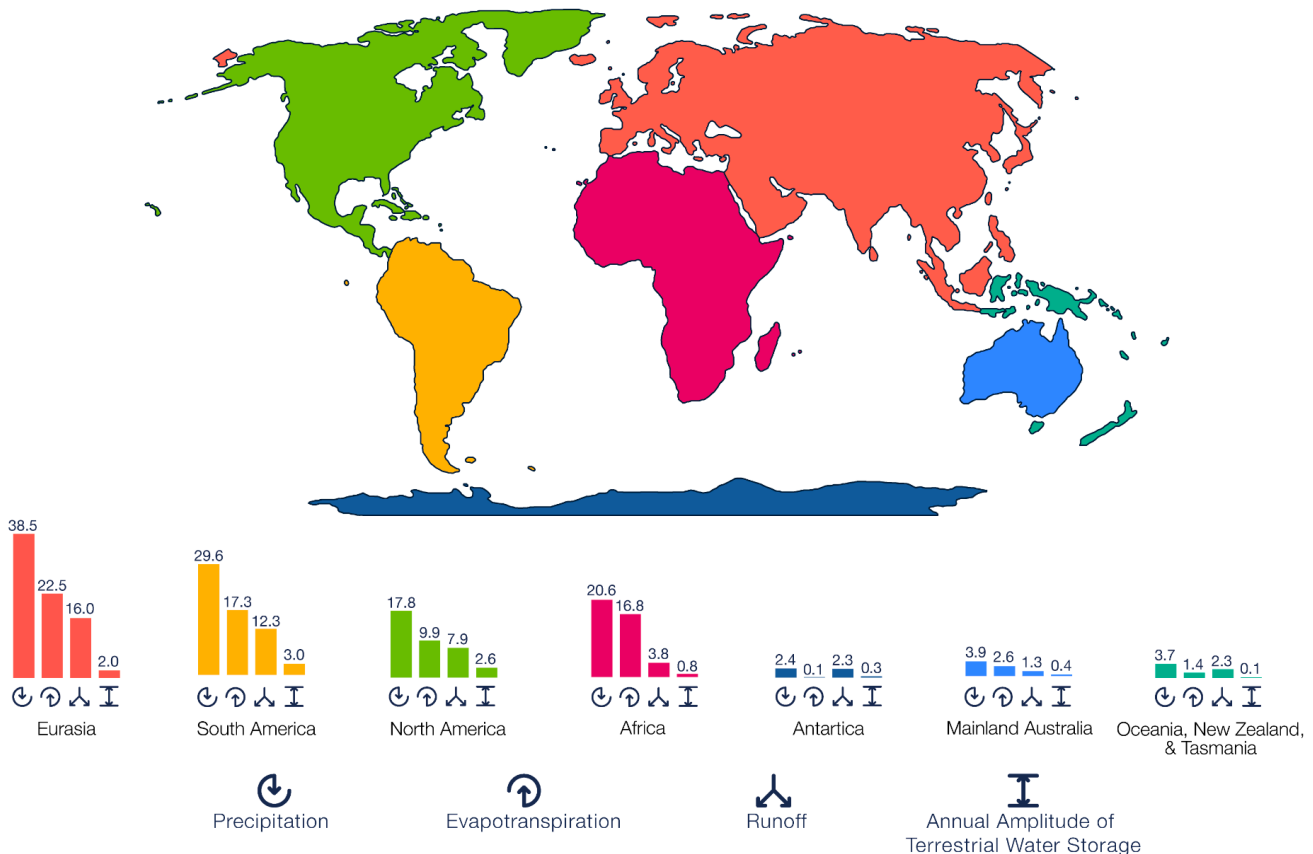 38.5
22.5
16.0
2.0
Eurasia
29.6
17.3
12.3
3.0
South America
17.8
9.9
7.9
2.6
North America
20.6
16.8
3.8
0.8
Africa
2.4
0.1
2.3
0.3
Antartica
3.9
2.6
1.3
0.4
Mainland Australia
3.7
1.4
2.3
0.1
Oceania, New Zealand,
& Tasmania
Precipitation
Evapotranspiration
Runoff
Annual Amplitude of
Terrestrial Water Storage